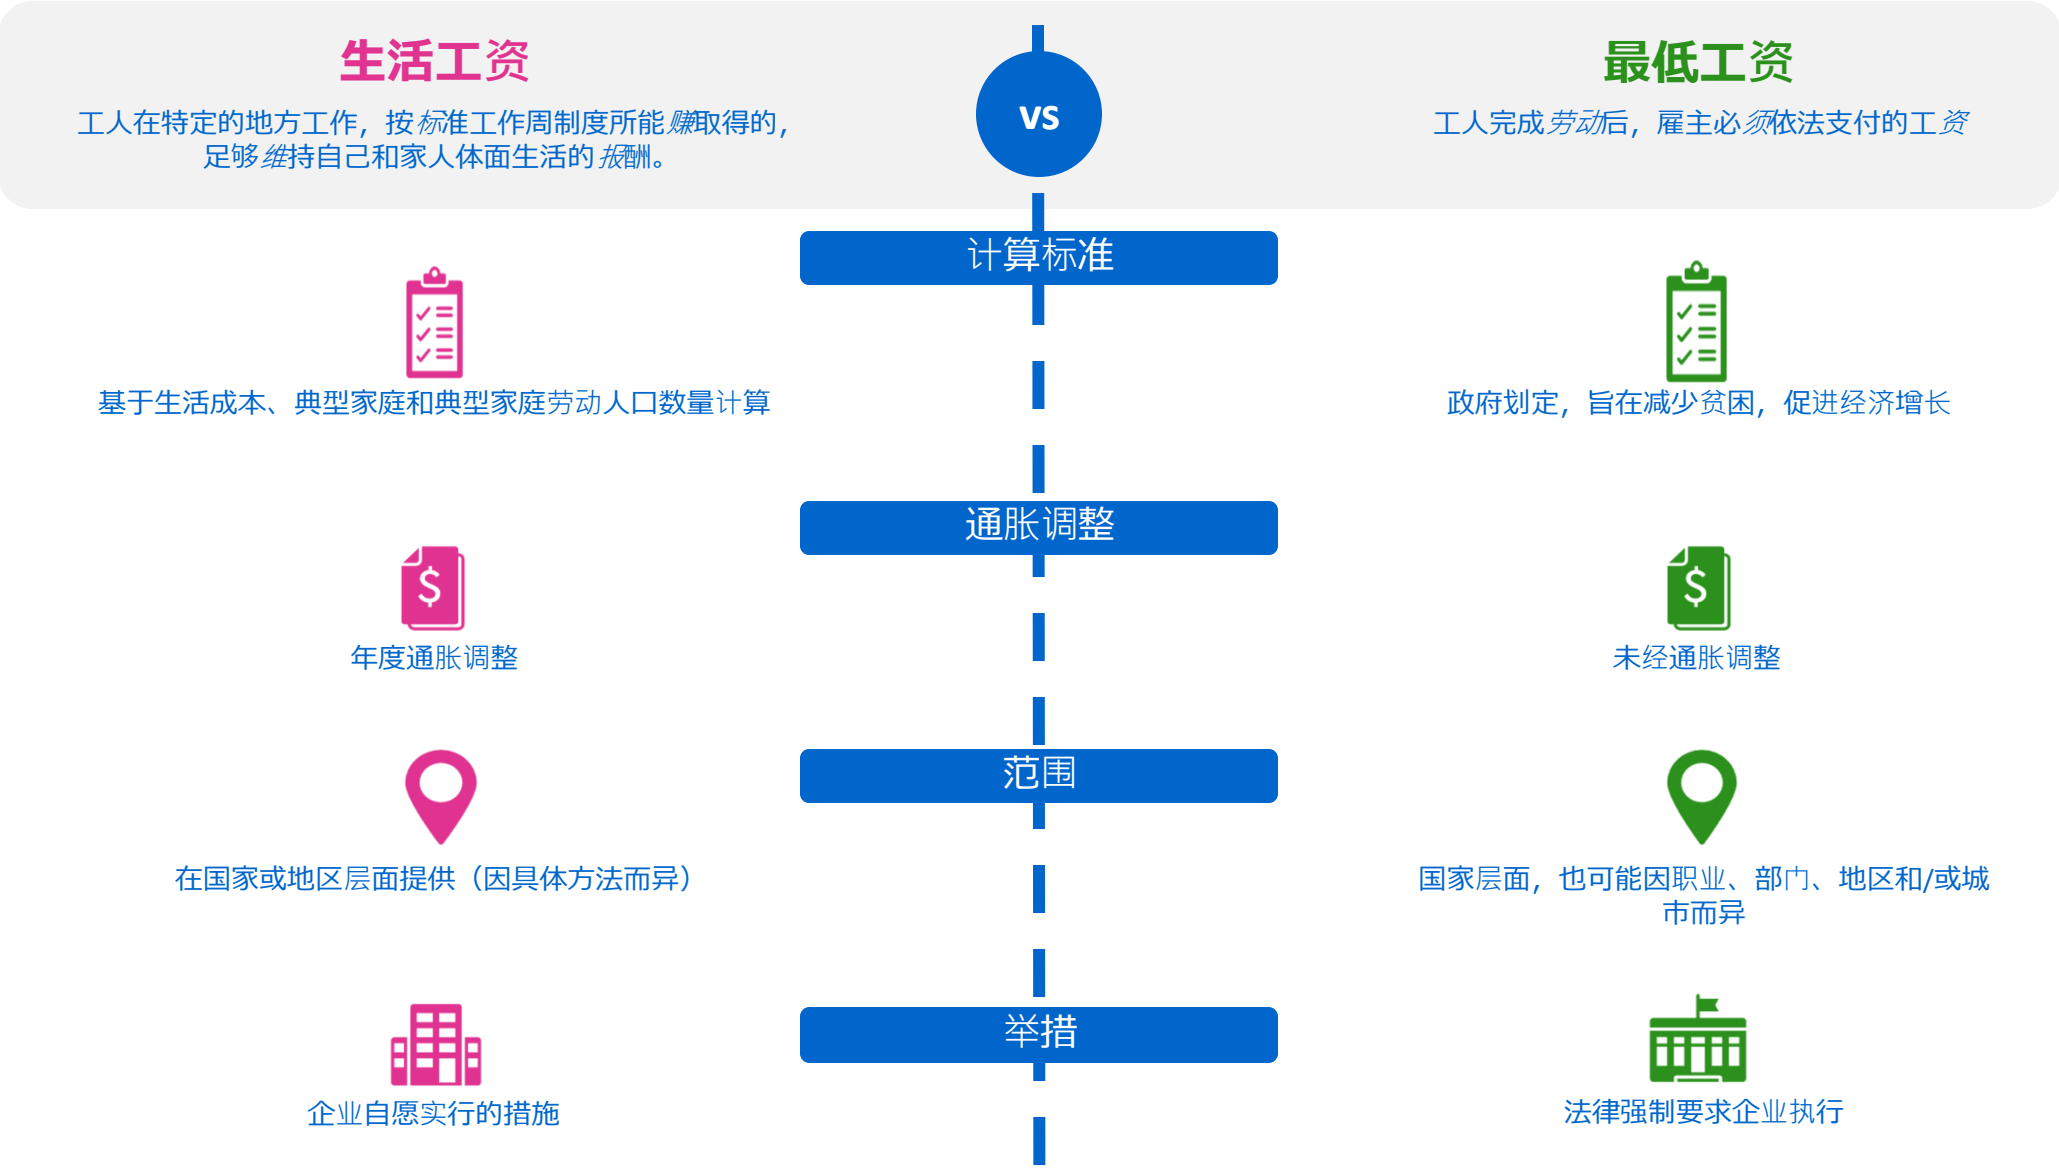 生活工资
工人在特定的地方工作，按标准工作周制度所能赚取得的，
足够维持自己和家人体面生活的报酬。
vs
最低工资
工人完成劳动后，雇主必须依法支付的工资
计算标准
基于生活成本、典型家庭和典型家庭劳动人口数量计算
政府划定，旨在减少贫困，促进经济增长
通胀调整
$
年度通胀调整
$
未经通胀调整
范围
在国家或地区层面提供（因具体方法而异）
国家层面，也可能因职业、部门、地区和/或城
市而异
举措
企业自愿实行的措施
法律强制要求企业执行